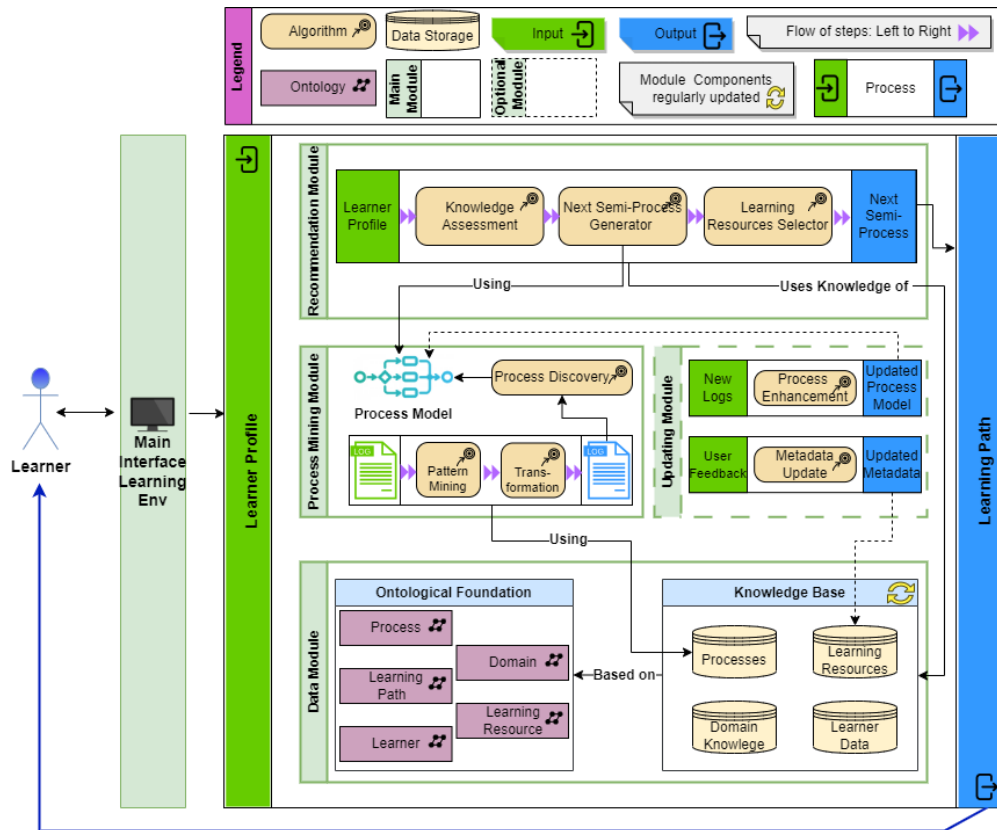 Legend
Algorithm
Data Storage
Input
Output
Flow of steps: Left to Right
Ontology
Main
Module
Optional
Module
Module Components
regularly updated
Process
Learner
Main
Interface
Learning
Env
Learner Profile
Recommendation Module
Learner
Profile
Knowledge
Assessment
Next Semi-Process
Generator
Learning
Resources Selector
Next
Semi-
Process
Using
Uses Knowledge of
Process Mining Module
Process Model
Process Discovery
LOG
Pattern
Mining
Trans-
formation
LOG
Updating Module
New
Logs
Process
Enhancement
Updated
Process
Model
User
Feedback
Metadata
Update
Updated
Metadata
Using
Data Module
Ontological Foundation
Process
Domain
Learning
Path
Learning
Resource
Learner
Based on
Knowledge Base
Processes
Learning
Resources
Domain
Knowlege
Learner
Data
Learning Path